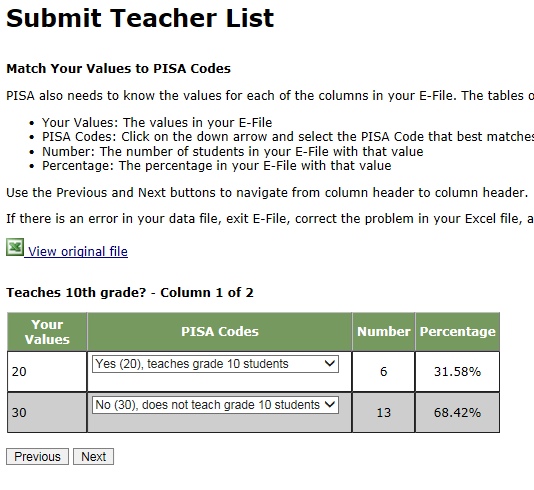 Submit Teacher List
Match Your Values to PISA Codes
PISA also needs to know the values for each of the columns in your E-File. The tables
• Your Values: The values in your E-File
• PISA Codes: Click on the down arrow and select the PISA Code that best matches
• Number: The number of students in your E-File with that value
• Percentage: The percentage in your E-File with that value
Use the Previous and Next buttons to navigate from column header to column header.
If there is an error in your data file, exit E-File, correct the problem in your Excel file,
View original file
Teaches 10th grade? - Column 1 of 2
Your Values PISA Codes Number Percentage
20 Yes (20), teaches grade 10 students 6 31.58%
30 No (30), does not teach grade 10 students 13 68.42%
Previous Next